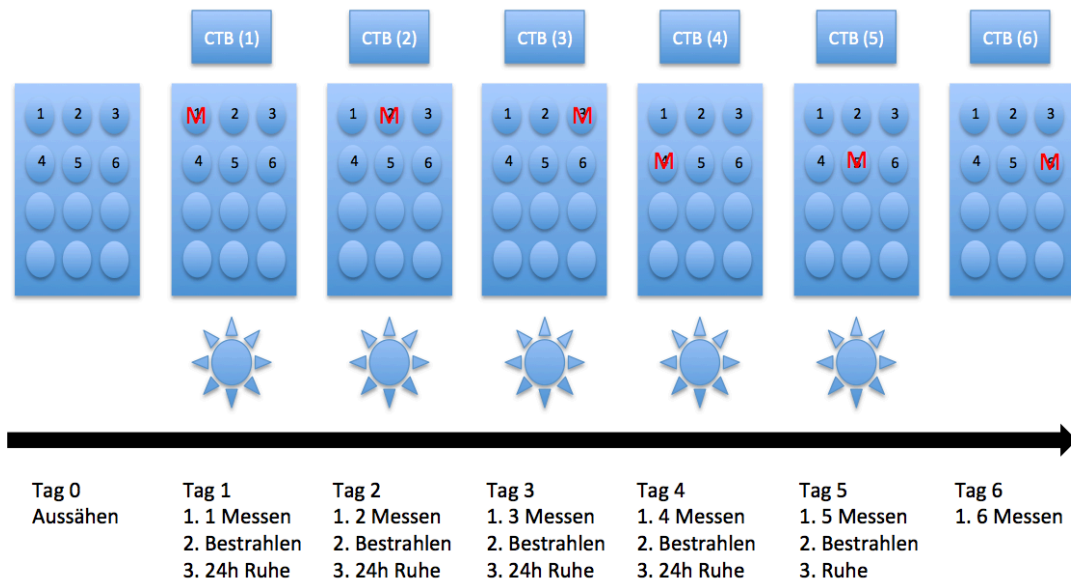 CTB (1) CTB (2) CTB (3) CTB (4) CTB (5) CTB (6)
1 2 3 M 2 3 1 M 3 1 2 M 1 2 3 1 2 3 1 2 3
4 5 6 4 5 6 4 5 6 4 5 6 M 5 6 4 M 6 4 5 M
Tag 0 Tag 1 Tag 2 Tag 3 Tag 4 Tag 5 Tag 6
Aussähen 1. 1 Messen 1. 2 Messen 1. 3 Messen 1. 4 Messen 1. 5 Messen 1. 6 Messen
2. Bestrahlen 2. Bestrahlen 2. Bestrahlen 2. Bestrahlen 2. Bestrahlen
3. 24h Ruhe 3. 24h Ruhe 3. 24h Ruhe 3. 24h Ruhe 3. Ruhe